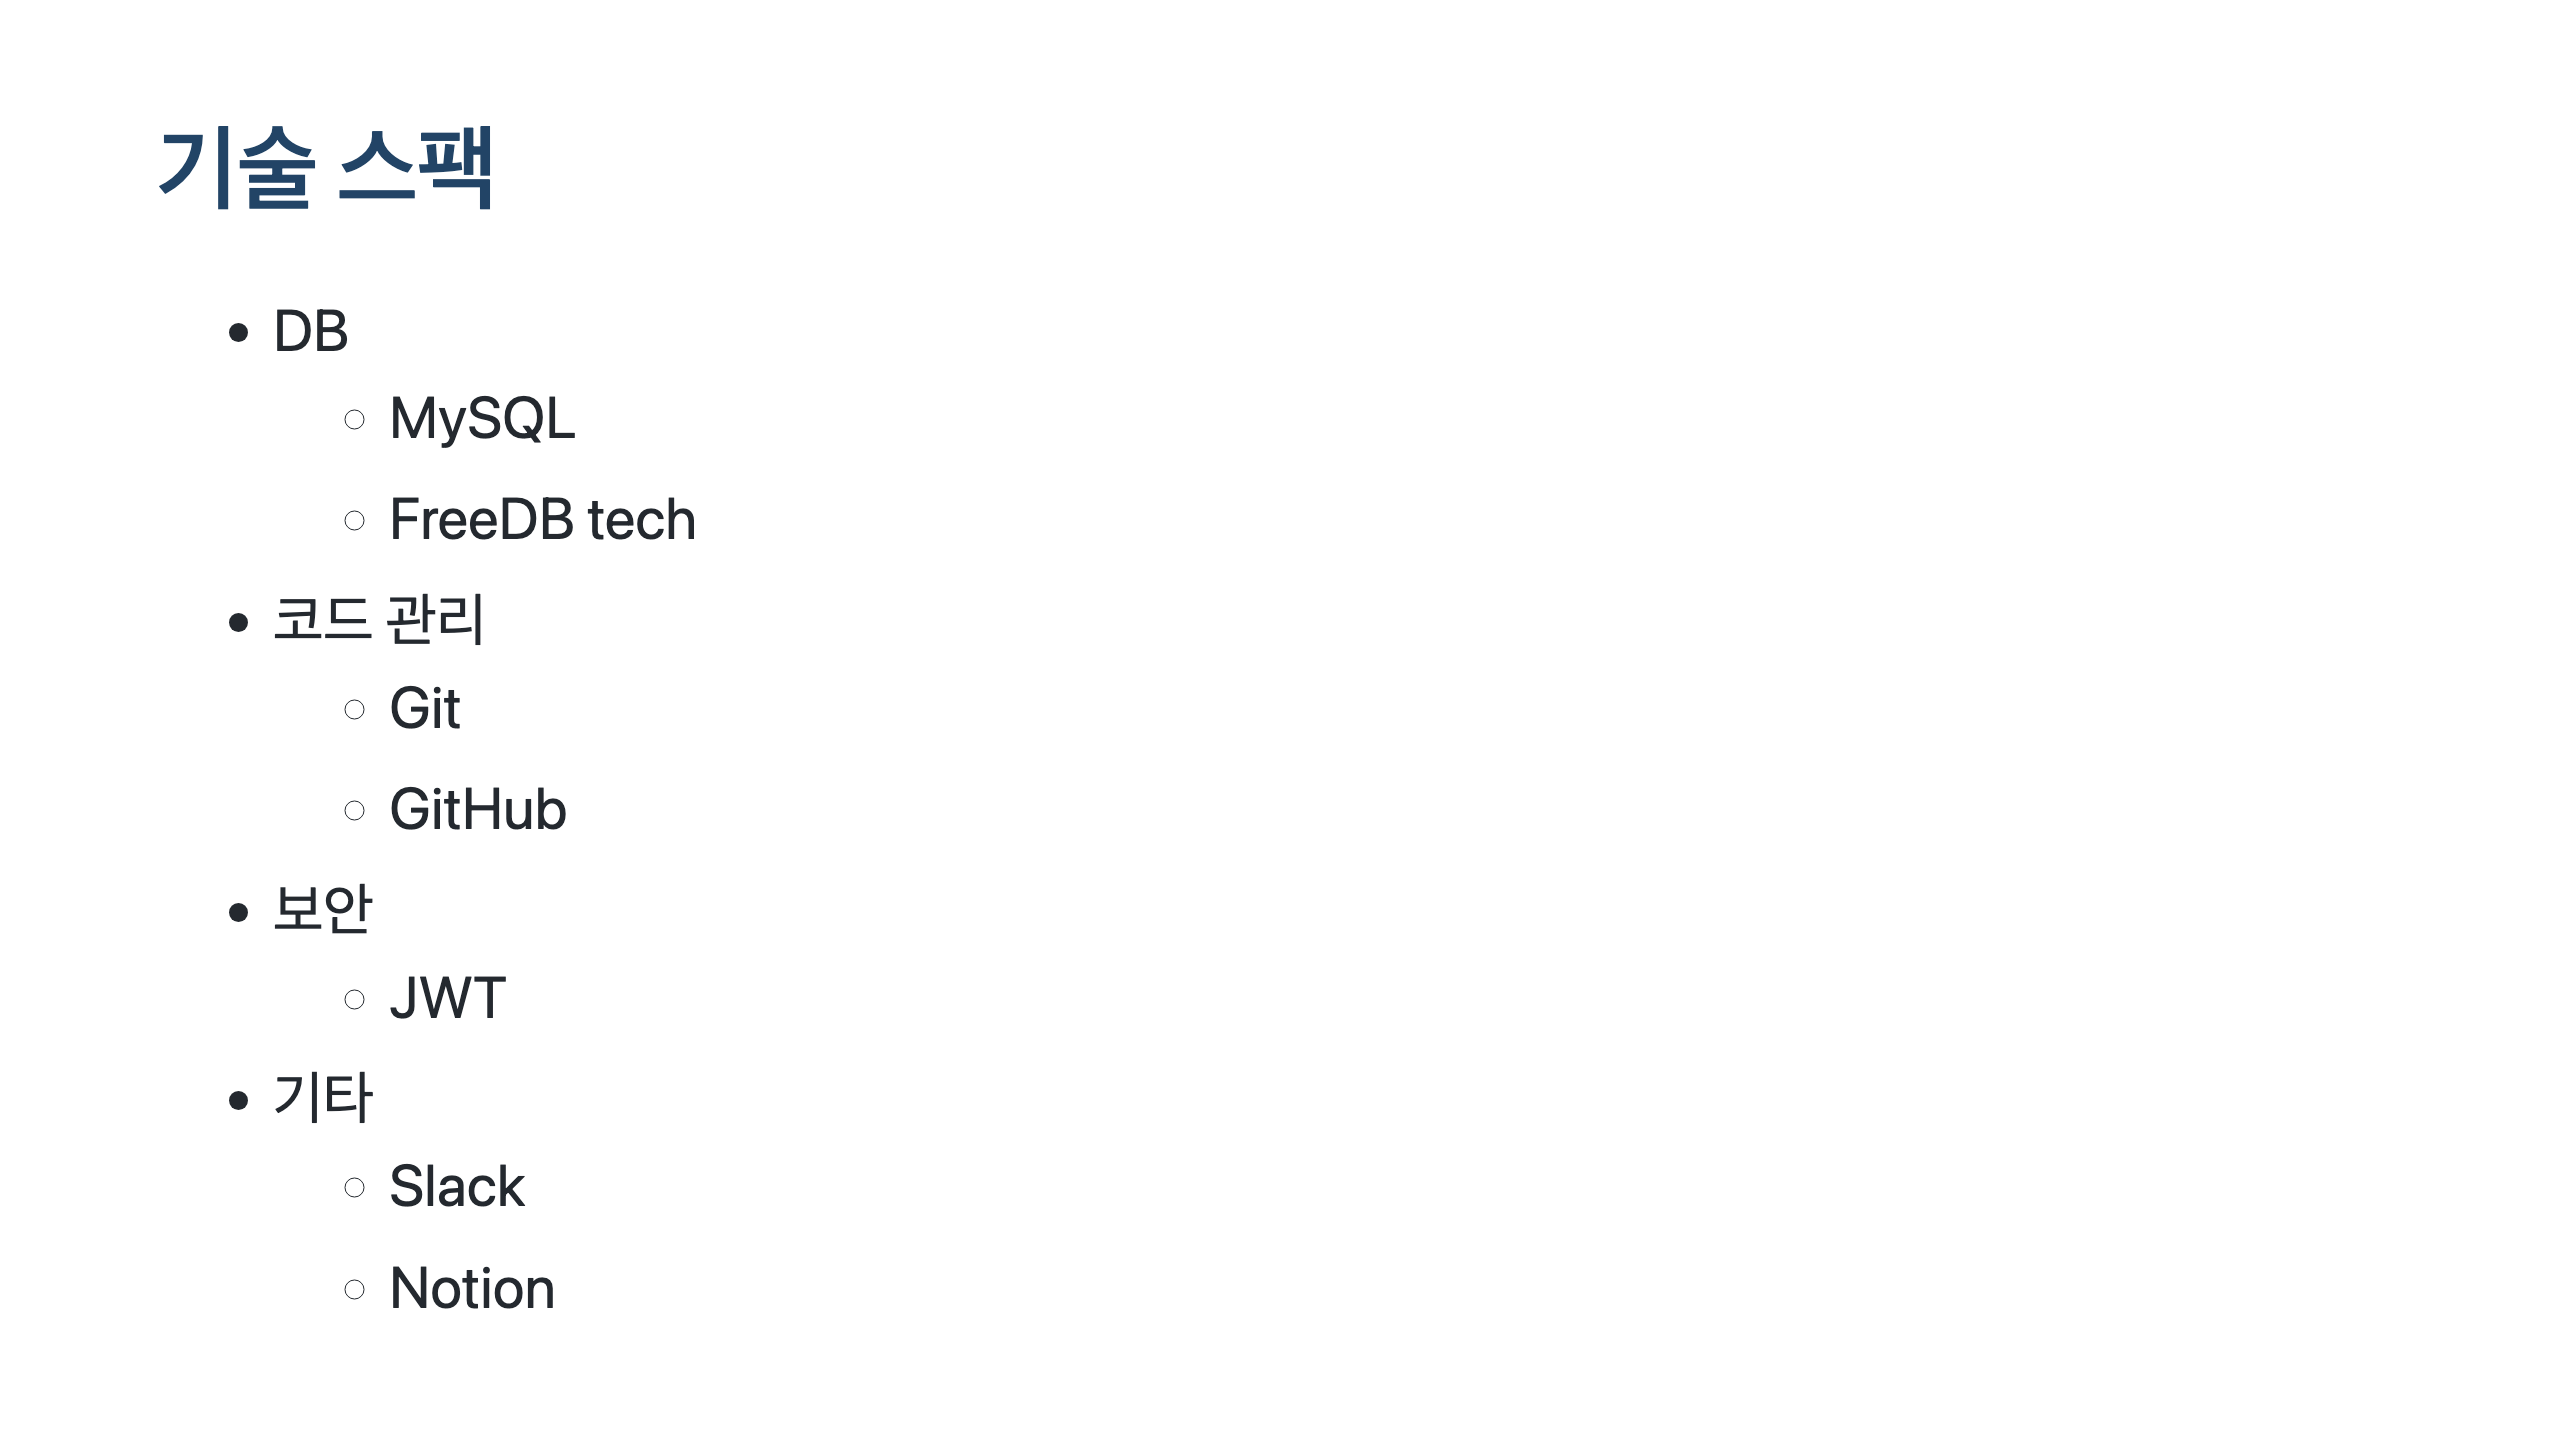 기술 스팩
DB
MySQL
FreeDB tech
코드 관리
Git
GitHub
보안
JWT
기타
Slack
Notion